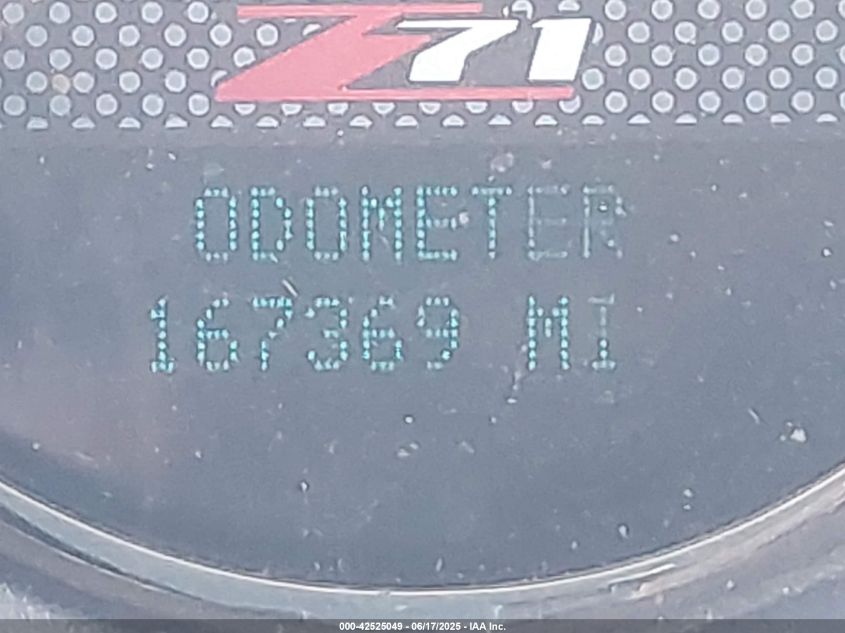 Z71
ODOMETER
167369 MI
000-42525049 - 06/17/2025 - IAA Inc.